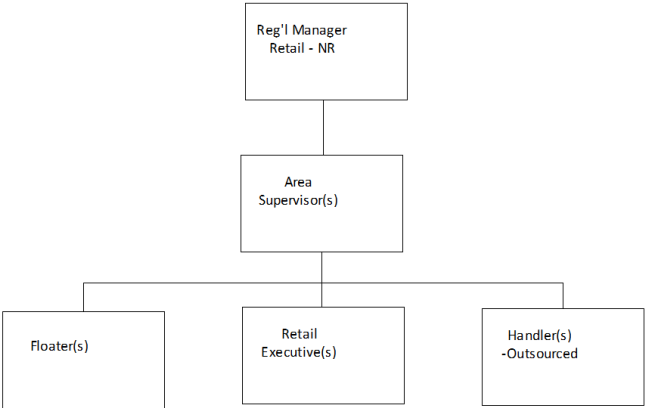 Reg'l Manager
Retail - NR
Area
Supervisor(s)
Floater(s)
Retail
Executive(s)
Handler(s)
-Outsourced